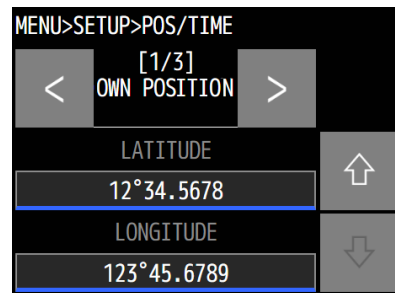 MENU>SETUP>POS/TIME
[1/3]
< OWN POSITION >
LATITUDE
12°34.5678
LONGITUDE
123°45.6789